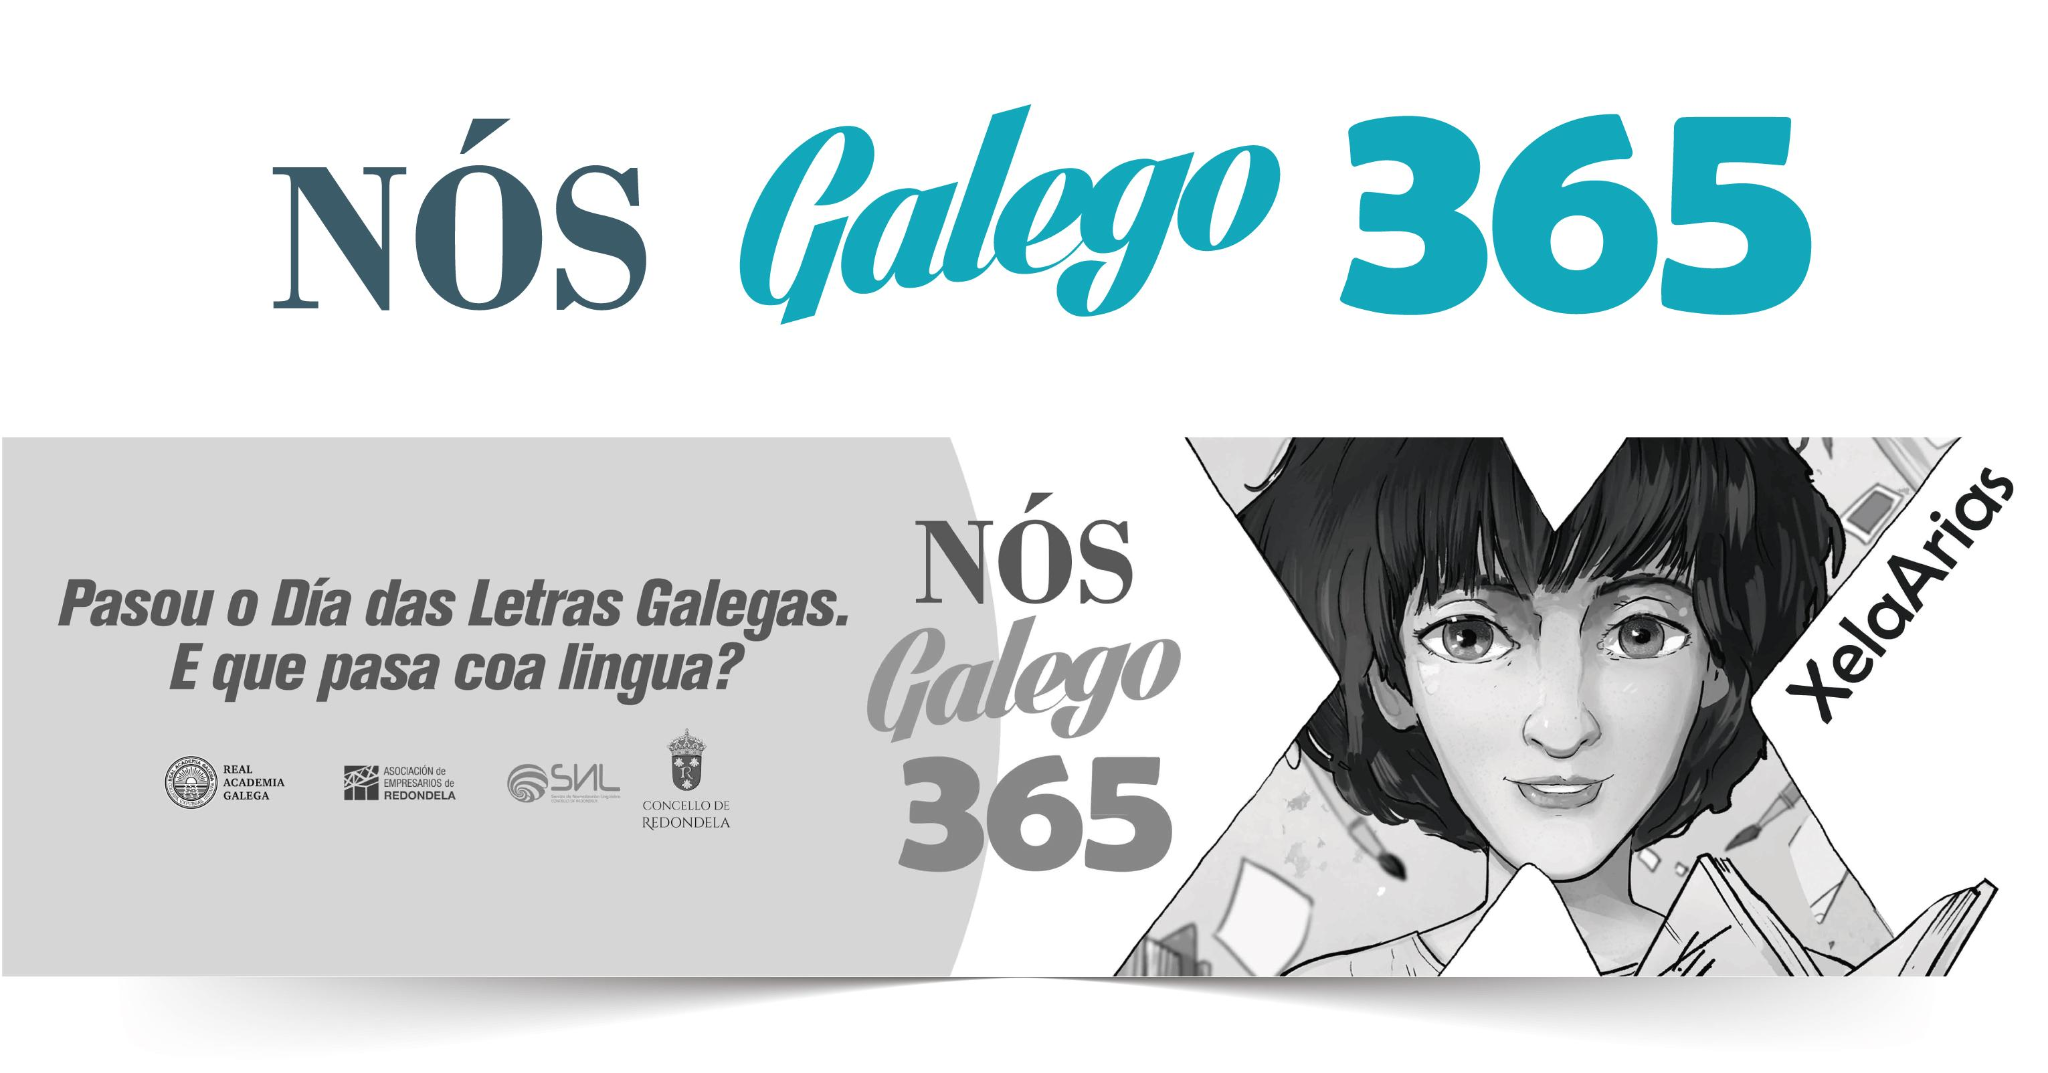 NÓS Galego 365
Pasou o Día das Letras Galegas.
E que pasa coa lingua?
REAL
ACADEMIA
GALEGA
ASOCIACIÓN de
EMPRESARIOS de
REDONDELA
SNL
CONCELLO DE
REDONDELA
NÓS
Galego
365
XelaArias